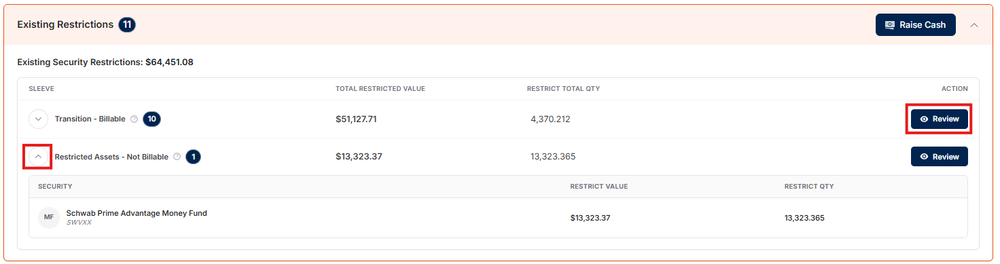 Existing Restrictions 11 Raise Cash
Existing Security Restrictions: $64,451.08
SLEEVE TOTAL RESTRICTED VALUE RESTRICT TOTAL QTY ACTION
Transition - Billable ? 10 $51,127.71 4,370.212 Review
Restricted Assets - Not Billable ? 1 $13,323.37 13,323.365 Review
SECURITY RESTRICT VALUE RESTRICT QTY
MF Schwab Prime Advantage Money Fund $13,323.37 13,323.365
SWVXX